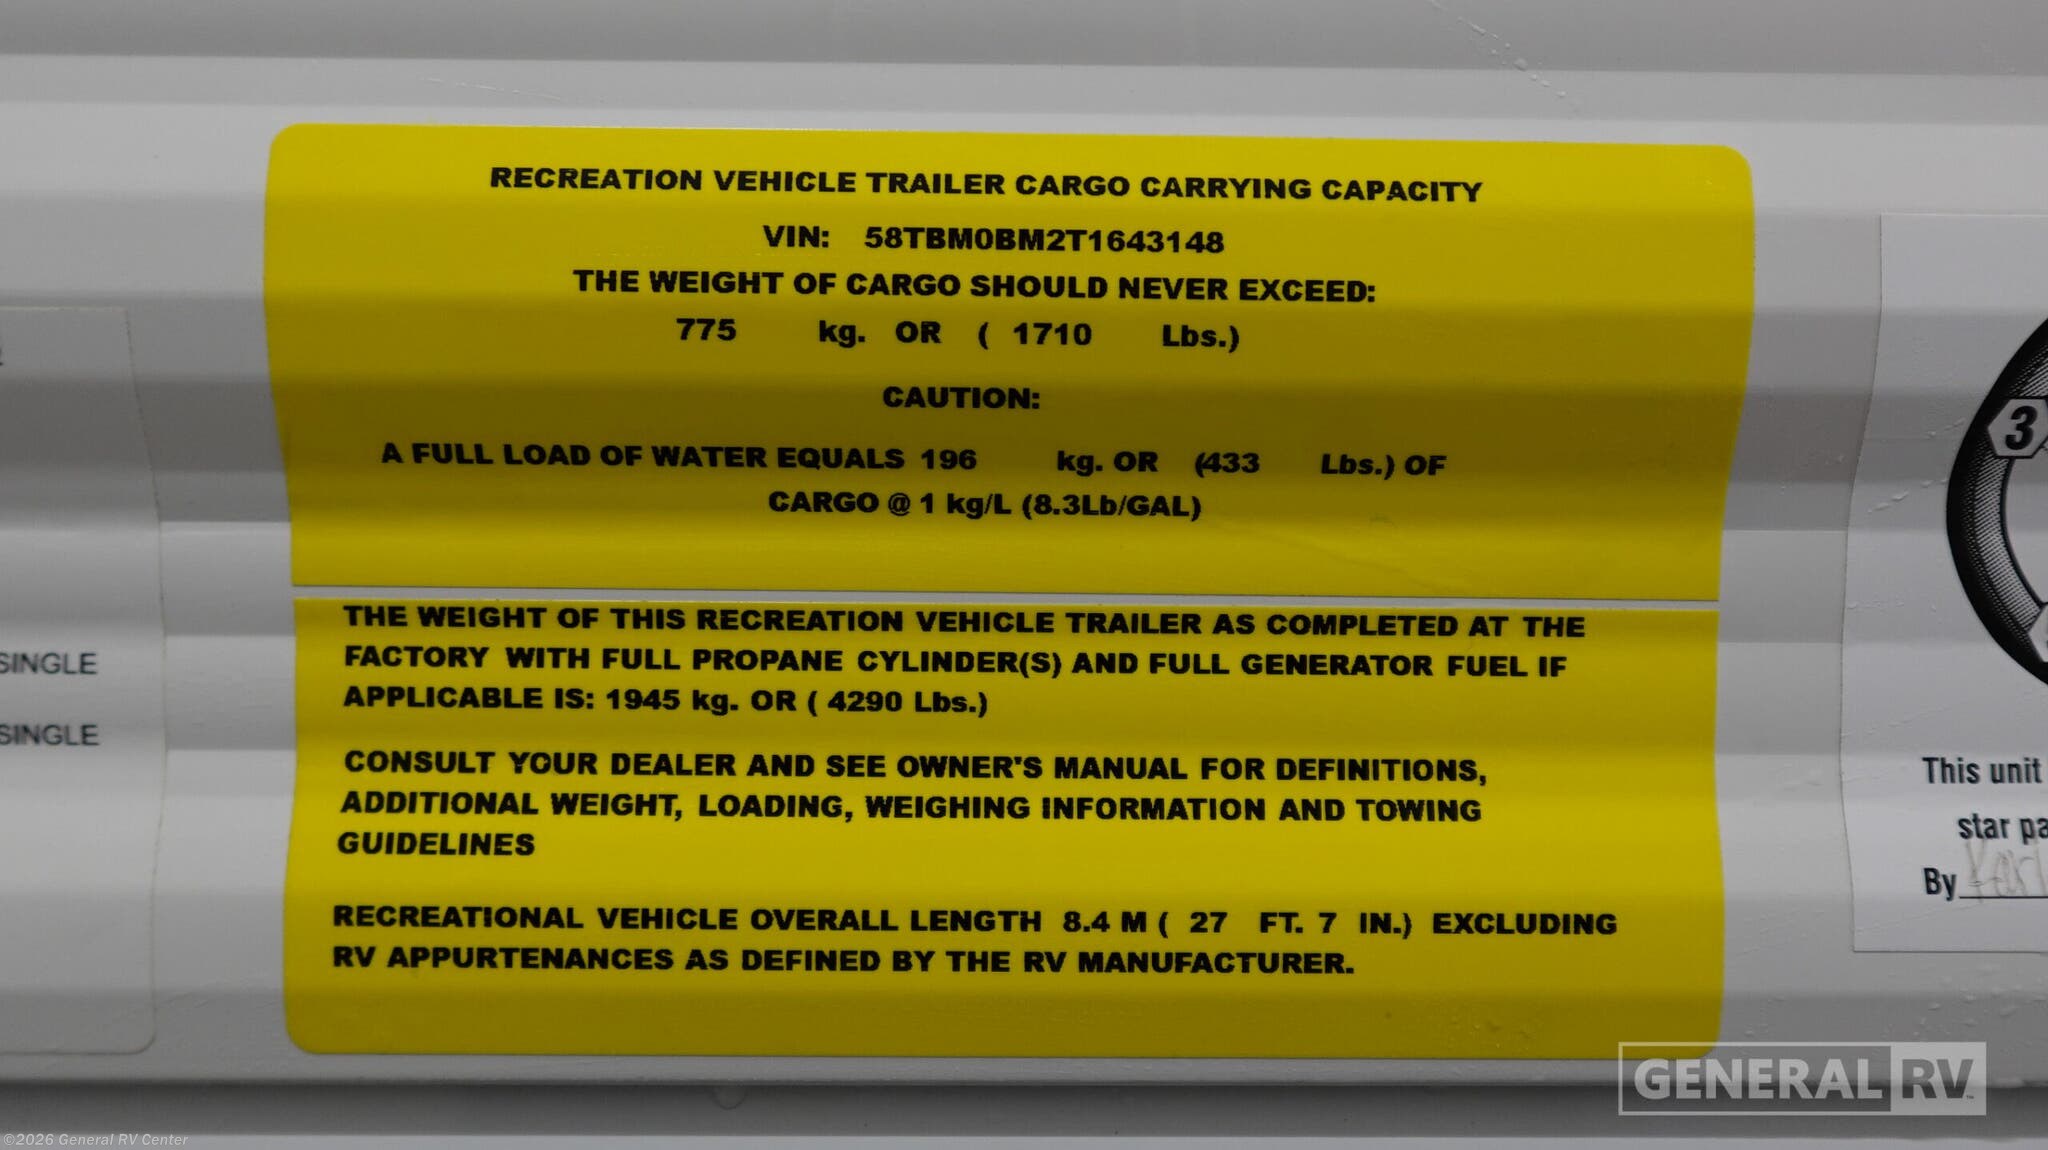 RECREATION VEHICLE TRAILER CARGO CARRYING CAPACITY
VIN: 58TBM0BM2T1643148
THE WEIGHT OF CARGO SHOULD NEVER EXCEED:
775 kg. OR ( 1710 Lbs.)
CAUTION:
A FULL LOAD OF WATER EQUALS 196 kg. OR (433 Lbs.) OF
CARGO @ 1 kg/L (8.3Lb/GAL)
THE WEIGHT OF THIS RECREATION VEHICLE TRAILER AS COMPLETED AT THE
FACTORY WITH FULL PROPANE CYLINDER(S) AND FULL GENERATOR FUEL IF
APPLICABLE IS: 1945 kg. OR ( 4290 Lbs.)
CONSULT YOUR DEALER AND SEE OWNER'S MANUAL FOR DEFINITIONS,
ADDITIONAL WEIGHT, LOADING, WEIGHING INFORMATION AND TOWING
GUIDELINES
RECREATIONAL VEHICLE OVERALL LENGTH 8.4 M ( 27 FT. 7 IN.) EXCLUDING
RV APPURTENANCES AS DEFINED BY THE RV MANUFACTURER.
SINGLE
SINGLE
3
This unit
star
By
GENERAL RV
©2026 General RV Center